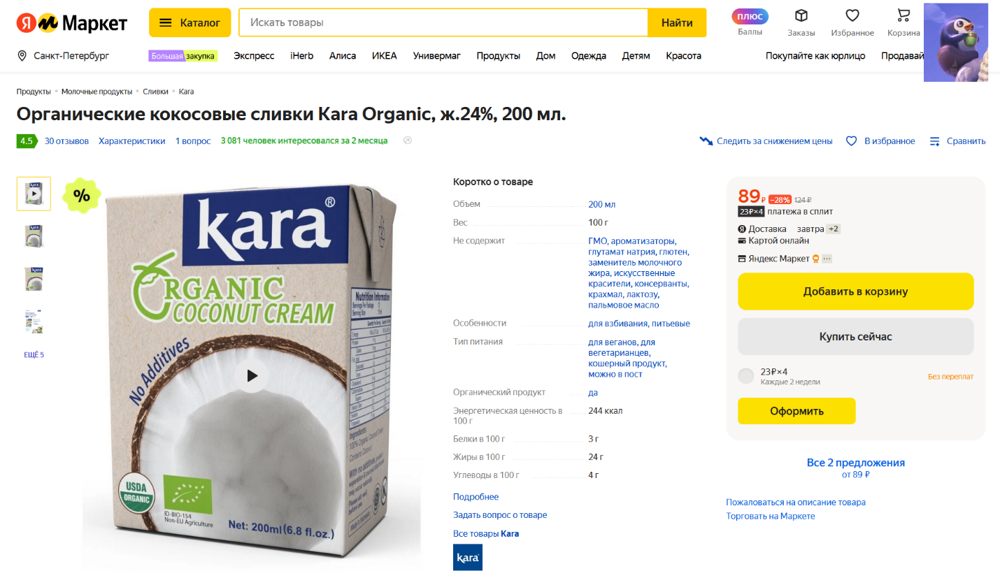 Я М Маркет
Каталог
Искать товары
Найти
плюс
Баллы
Заказы
Избранное
Корзина
Санкт-Петербург
Большая закупка
Экспресс
iHerb
Алиса
ИКЕА
Универмаг
Продукты
Дом
Одежда
Детям
Красота
Покупайте как юрлицо
Продавай
Продукты • Молочные продукты • Сливки • Kara
Органические кокосовые сливки Kara Organic, ж.24%, 200 мл.
4.5
30 отзывов
Характеристики
1 вопрос
3 081 человек интересовался за 2 месяца
Следить за снижением цены
В избранное
Сравнить
ЕЩЁ 5
%
kara®
ORGANIC
COCONUT CREAM
No Additives
Nutrition Information
Ingredients:
100% Organic Coconut Cream
USDA
ORGANIC
ID-BIO-154
Non-EU Agriculture
Net: 200ml (6.8 fl.oz.)
Коротко о товаре
Объем 200 мл
Вес 100 г
Не содержит ГМО, ароматизаторы,
глутамат натрия, глютен,
заменитель молочного
жира, искусственные
красители, консерванты,
крахмал, лактозу,
пальмовое масло
Особенности для взбивания, питьевые
Тип питания для веганов, для
вегетарианцев,
кошерный продукт,
можно в пост
Органический продукт да
Энергетическая ценность в 244 ккал
100 г
Белки в 100 г 3 г
Жиры в 100 г 24 г
Углеводы в 100 г 4 г
Подробнее
Задать вопрос о товаре
Все товары Kara
kara
89 ₽ −28% 124 ₽
23₽×4 платежа в сплит
Я Доставка завтра +2
Картой онлайн
Яндекс Маркет ···
Добавить в корзину
Купить сейчас
23₽×4
Каждые 2 недели
Без переплат
Оформить
Все 2 предложения
от 89 ₽
Пожаловаться на описание товара
Торговать на Маркете